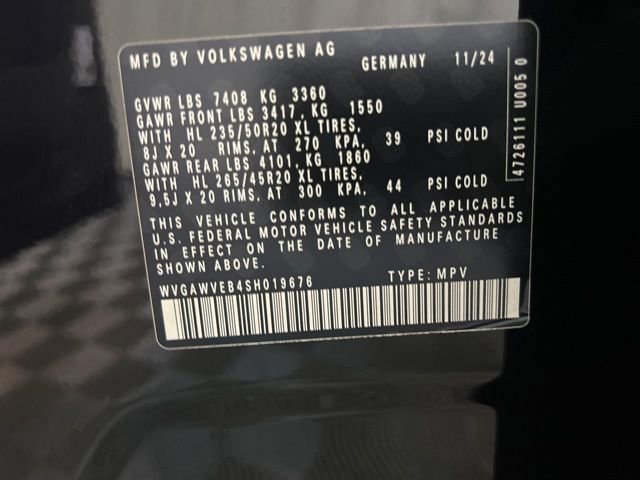 MFD BY VOLKSWAGEN AG GERMANY 11/24
GVWR LBS 7408 KG 3360
GAWR FRONT LBS 3417, KG 1550
WITH HL 235/50R20 XL TIRES,
8J X 20 RIMS, AT 270 KPA, 39 PSI COLD
GAWR REAR LBS 4101, KG 1860
WITH HL 265/45R20 XL TIRES,
9,5J X 20 RIMS, AT 300 KPA, 44 PSI COLD
THIS VEHICLE CONFORMS TO ALL APPLICABLE
U.S. FEDERAL MOTOR VEHICLE SAFETY STANDARDS
IN EFFECT ON THE DATE OF MANUFACTURE
SHOWN ABOVE.
WVGAWVEB4SH019676 TYPE: MPV
4726111 U005 0